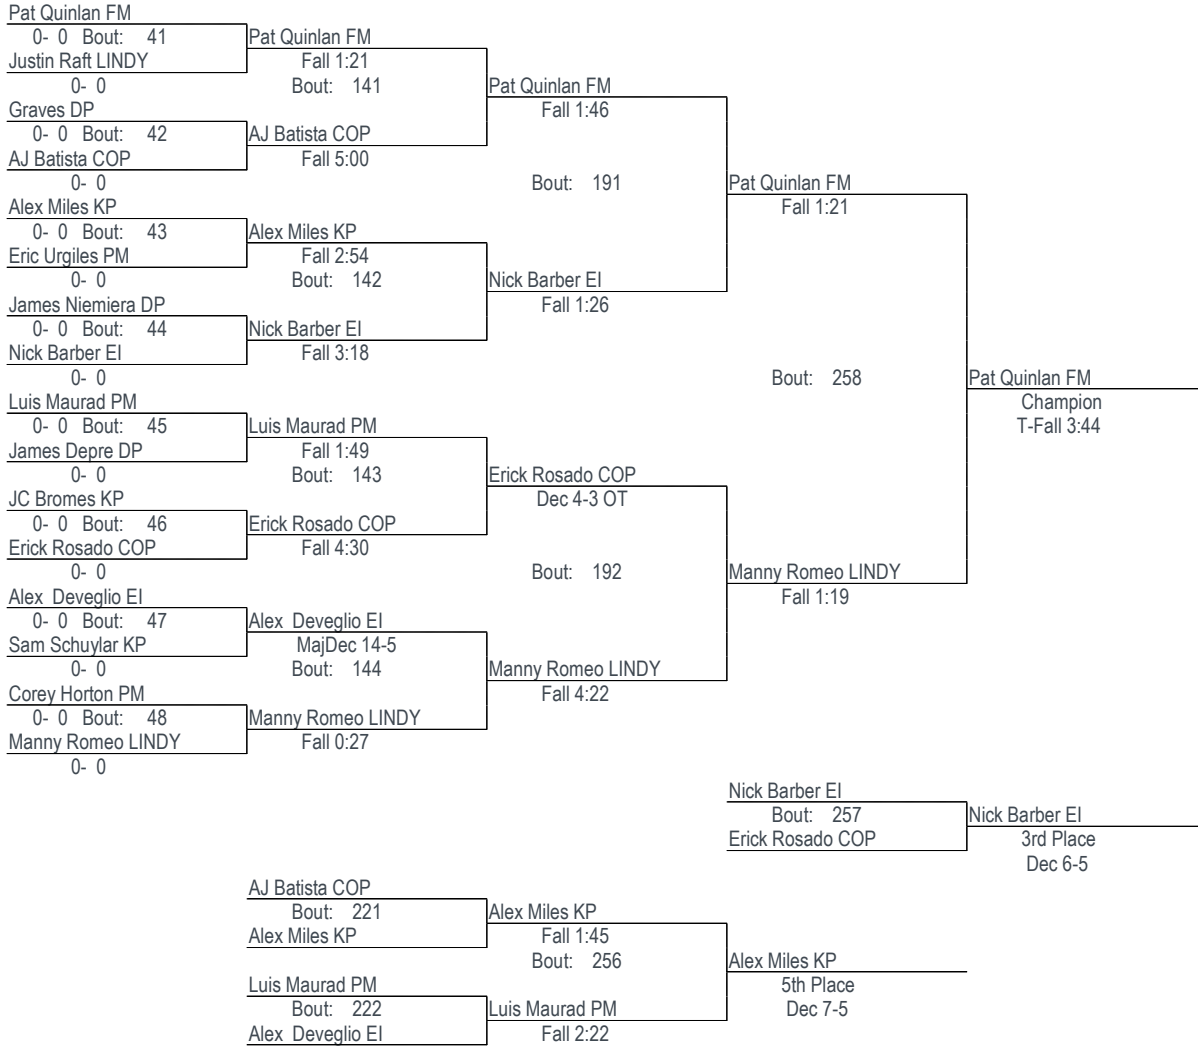 Pat Quinlan FM
0- 0 Bout: 41 Pat Quinlan FM
Justin Raft LINDY Fall 1:21
0- 0 Bout: 141 Pat Quinlan FM
Graves DP Fall 1:46
0- 0 Bout: 42 AJ Batista COP
AJ Batista COP Fall 5:00
0- 0 Bout: 191 Pat Quinlan FM
Alex Miles KP Fall 1:21
0- 0 Bout: 43 Alex Miles KP
Eric Urgiles PM Fall 2:54
0- 0 Bout: 142 Nick Barber EI
James Niemiera DP Fall 1:26
0- 0 Bout: 44 Nick Barber EI
Nick Barber EI Fall 3:18
0- 0 Bout: 258 Pat Quinlan FM
Luis Maurad PM Champion
0- 0 Bout: 45 Luis Maurad PM T-Fall 3:44
James Depre DP Fall 1:49
0- 0 Bout: 143 Erick Rosado COP
JC Bromes KP Dec 4-3 OT
0- 0 Bout: 46 Erick Rosado COP
Erick Rosado COP Fall 4:30
0- 0 Bout: 192 Manny Romeo LINDY
Alex Deveglio EI Fall 1:19
0- 0 Bout: 47 Alex Deveglio EI
Sam Schuylar KP MajDec 14-5
0- 0 Bout: 144 Manny Romeo LINDY
Corey Horton PM Fall 4:22
0- 0 Bout: 48 Manny Romeo LINDY
Manny Romeo LINDY Fall 0:27
0- 0
Nick Barber EI
Bout: 257 Nick Barber EI
Erick Rosado COP 3rd Place
Dec 6-5
AJ Batista COP
Bout: 221 Alex Miles KP
Alex Miles KP Fall 1:45
Bout: 256 Alex Miles KP
Luis Maurad PM 5th Place
Bout: 222 Luis Maurad PM Dec 7-5
Alex Deveglio EI Fall 2:22